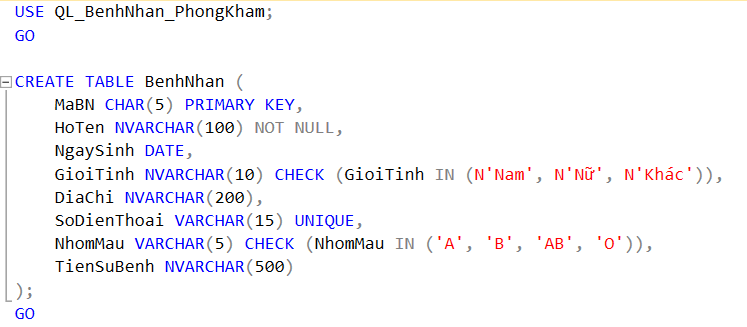 USE QL_BenhNhan_PhongKham;
GO
CREATE TABLE BenhNhan (
MaBN CHAR(5) PRIMARY KEY,
HoTen NVARCHAR(100) NOT NULL,
NgaySinh DATE,
GioiTinh NVARCHAR(10) CHECK (GioiTinh IN (N'Nam', N'Nữ', N'Khác')),
DiaChi NVARCHAR(200),
SoDienThoai VARCHAR(15) UNIQUE,
NhomMau VARCHAR(5) CHECK (NhomMau IN ('A', 'B', 'AB', 'O')),
TienSuBenh NVARCHAR(500)
);
GO